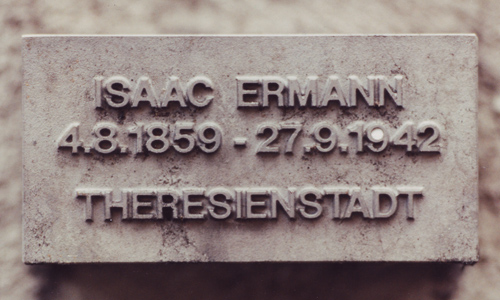 ISAAC ERMANN
4.8.1859 - 27.9.1942
THERESIENSTADT